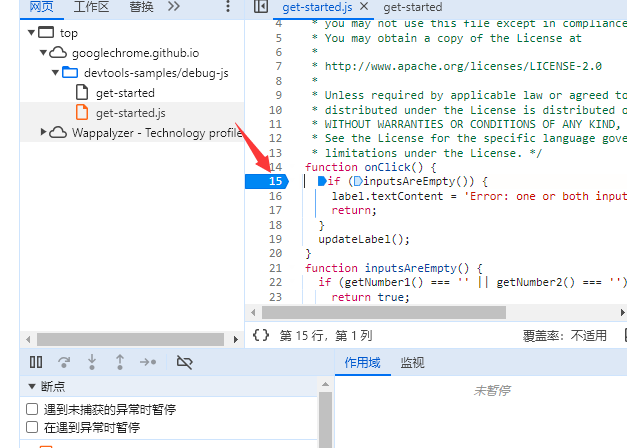 网页 工作区 替换
get-started.js get-started
top
googlechrome.github.io
devtools-samples/debug-js
get-started
get-started.js
Wappalyzer - Technology profile
4 * you may not use this file except in compliance
5 * You may obtain a copy of the License at
6 *
7 * http://www.apache.org/licenses/LICENSE-2.0
8 *
9 * Unless required by applicable law or agreed to
10 * distributed under the License is distributed o
11 * WITHOUT WARRANTIES OR CONDITIONS OF ANY KIND,
12 * See the License for the specific language gove
13 * limitations under the License. */
14 function onClick() {
15 if (inputsAreEmpty()) {
16 label.textContent = 'Error: one or both input
17 return;
18 }
19 updateLabel();
20 }
21 function inputsAreEmpty() {
22 if (getNumber1() === '' || getNumber2() === '')
23 return true;
{} 第 15 行，第 1 列 覆盖率：不适用
作用域 监视
断点
未暂停
遇到未捕获的异常时暂停
在遇到异常时暂停